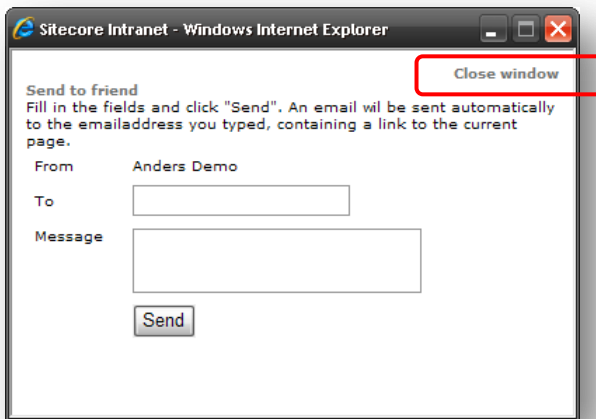 Sitecore Intranet - Windows Internet Explorer
Close window
Send to friend
Fill in the fields and click "Send". An email wil be sent automatically
to the emailaddress you typed, containing a link to the current
page.
From Anders Demo
To
Message
Send